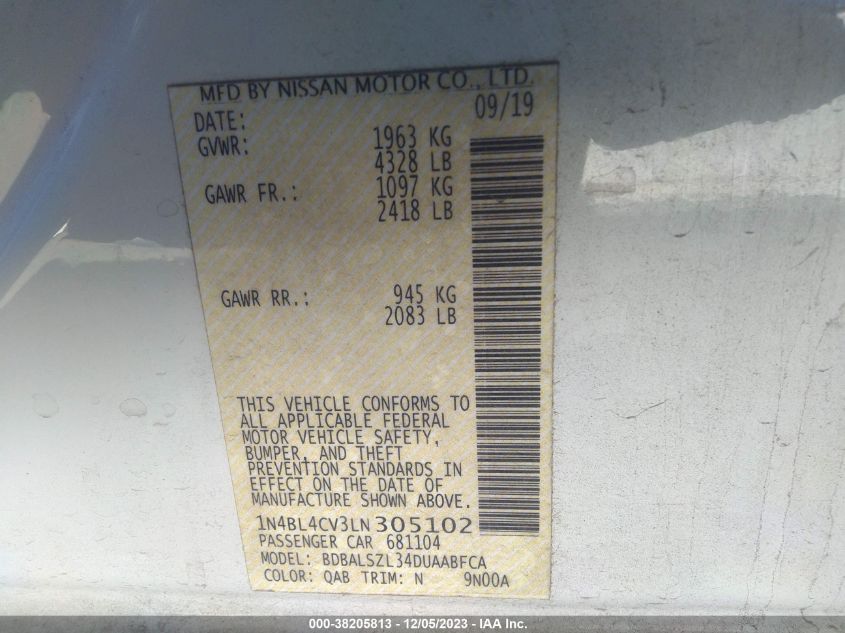 MFD BY NISSAN MOTOR CO., LTD.
DATE: 09/19
GVWR: 1963 KG
4328 LB
GAWR FR.: 1097 KG
2418 LB
GAWR RR.: 945 KG
2083 LB
THIS VEHICLE CONFORMS TO
ALL APPLICABLE FEDERAL
MOTOR VEHICLE SAFETY,
BUMPER, AND THEFT
PREVENTION STANDARDS IN
EFFECT ON THE DATE OF
MANUFACTURE SHOWN ABOVE.
1N4BL4CV3LN305102
PASSENGER CAR 681104
MODEL: BDBALSZL34DUAABFCA
COLOR: QAB TRIM: N 9N00A
000-38205813 - 12/05/2023 - IAA Inc.